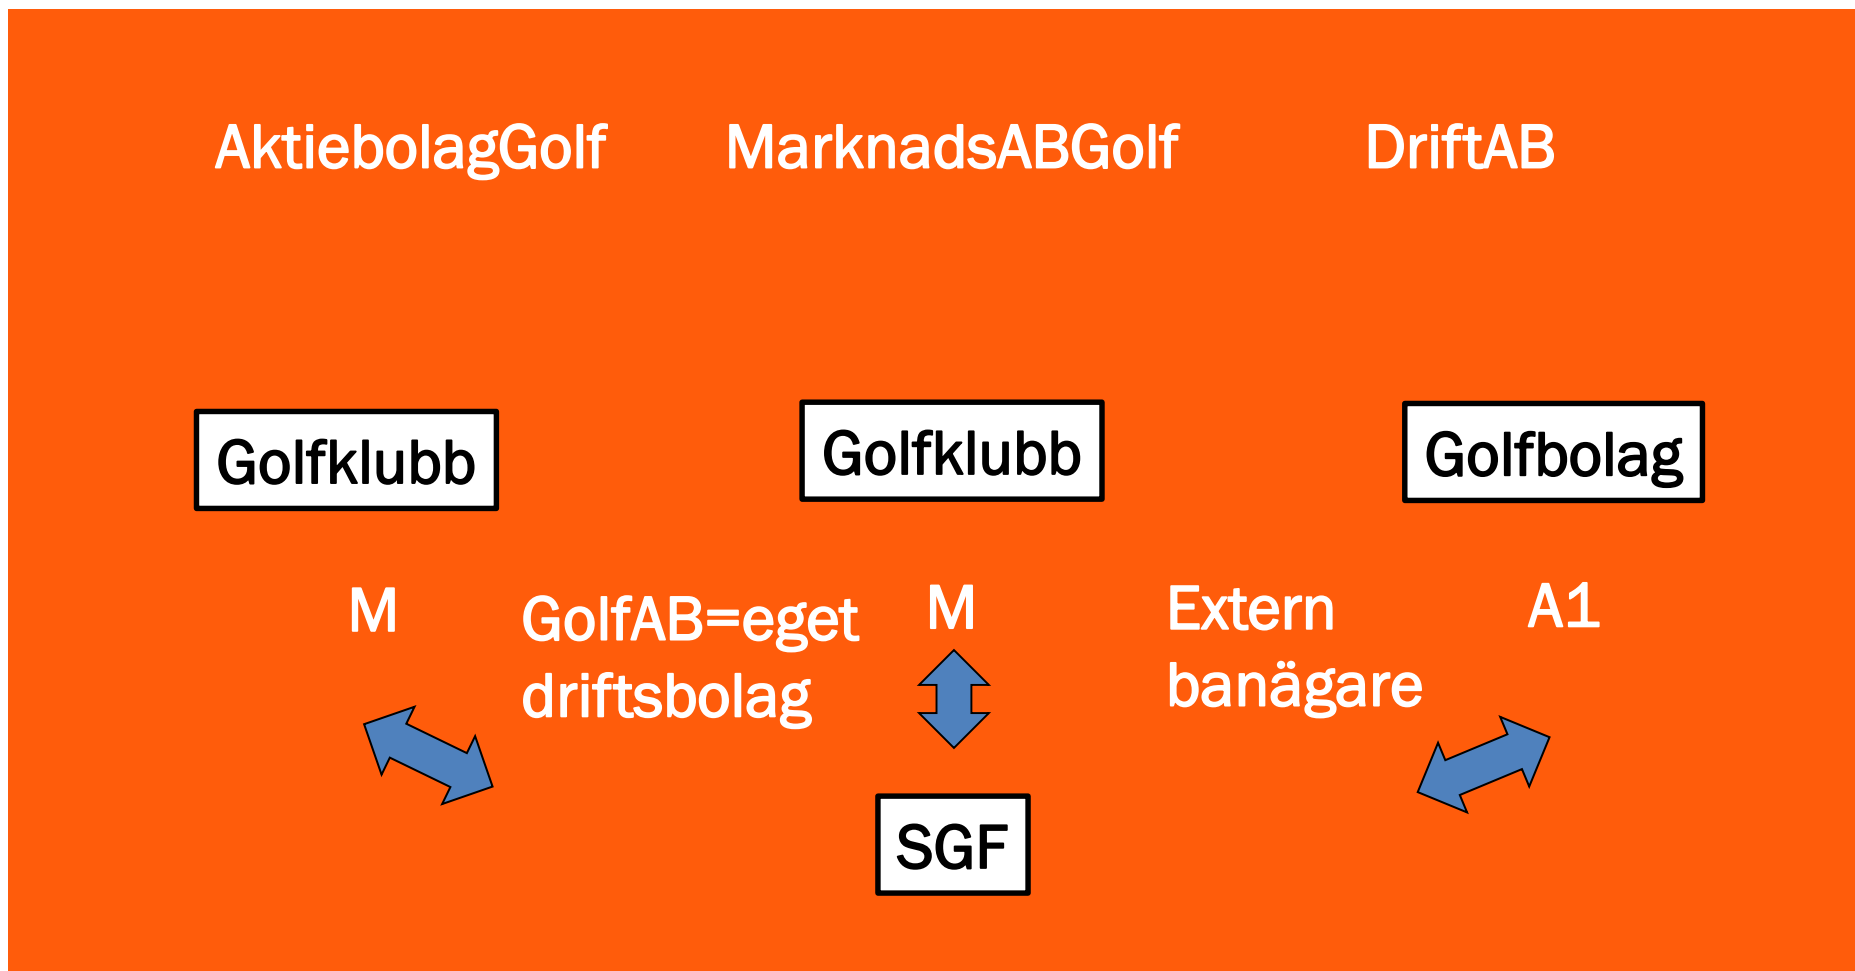 AktiebolagGolf
MarknadsABGolf
DriftAB
Golfklubb
Golfklubb
Golfbolag
M
GolfAB=eget
driftsbolag
M
Extern
banägare
A1
SGF